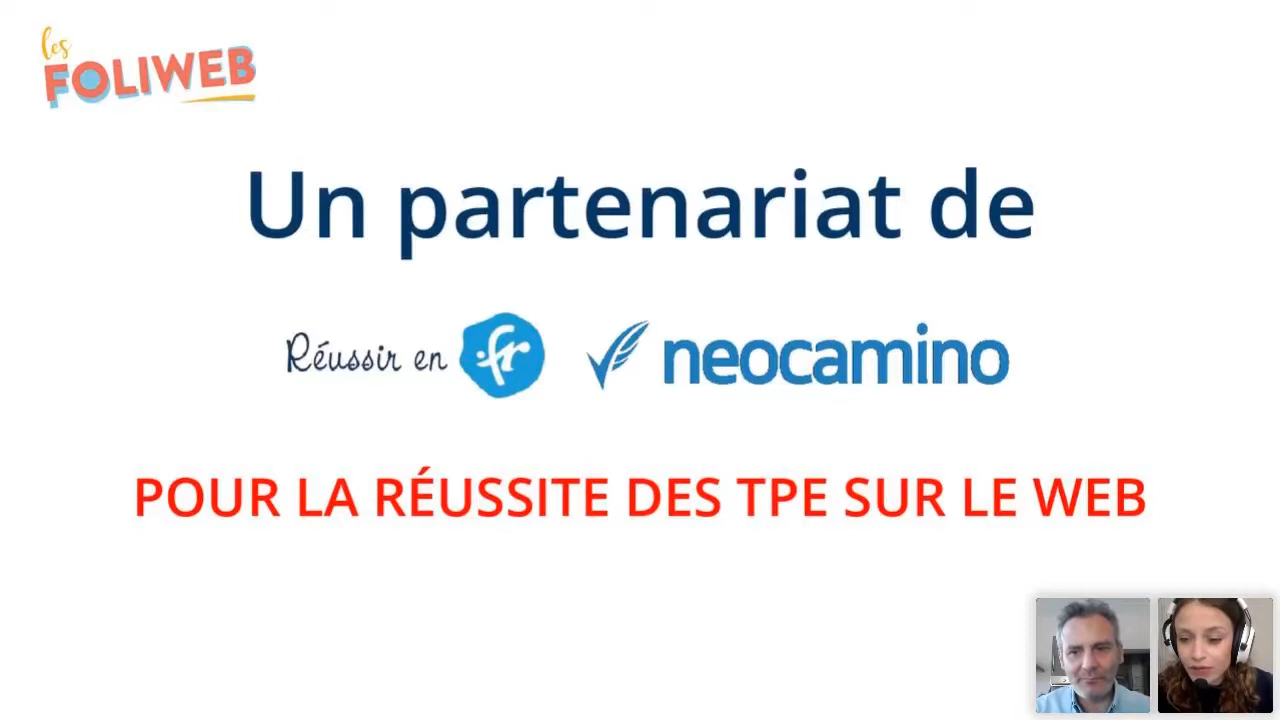 les
FOLIWEB
Un partenariat de
Réussir en .fr
neocamino
POUR LA RÉUSSITE DES TPE SUR LE WEB